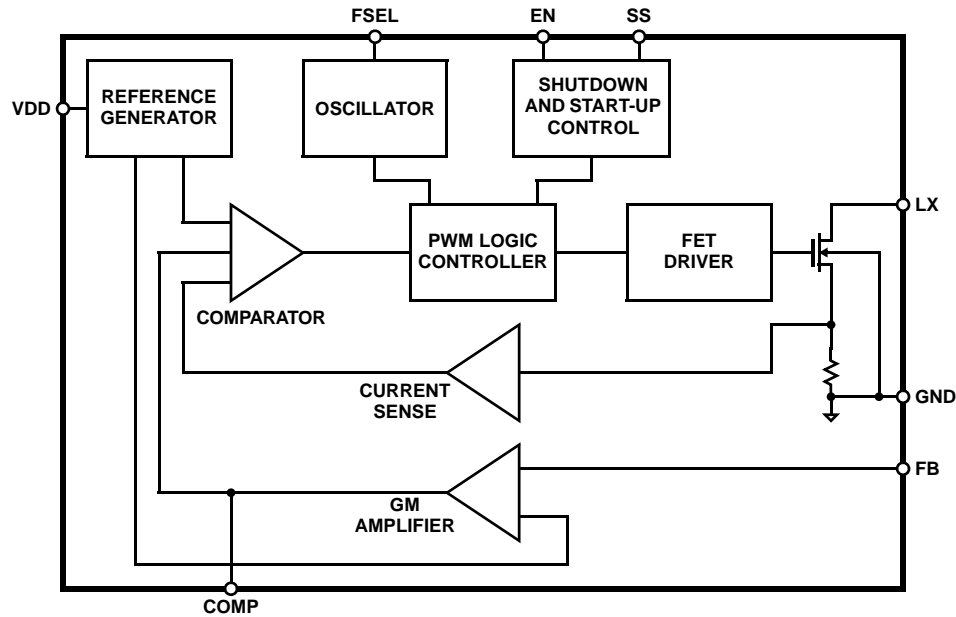 FSEL
EN
SS
VDD
REFERENCE
GENERATOR
OSCILLATOR
SHUTDOWN
AND START-UP
CONTROL
LX
PWM LOGIC
CONTROLLER
FET
DRIVER
COMPARATOR
CURRENT
SENSE
GND
FB
GM
AMPLIFIER
COMP